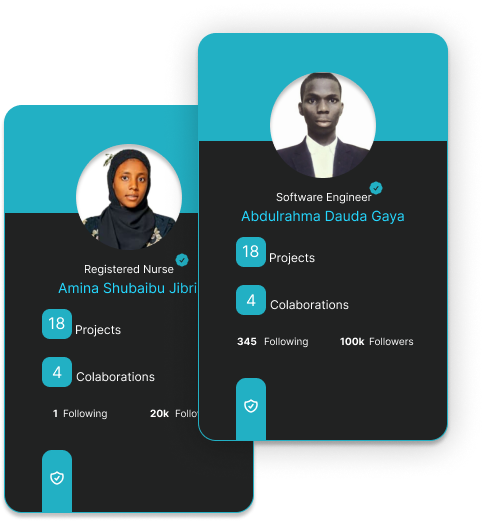 Software Engineer
Abdulrahma Dauda Gaya
18 Projects
4 Colaborations
345 Following 100k Followers
Registered Nurse
Amina Shubaibu Jibri
18 Projects
4 Colaborations
1 Following 20k Follo